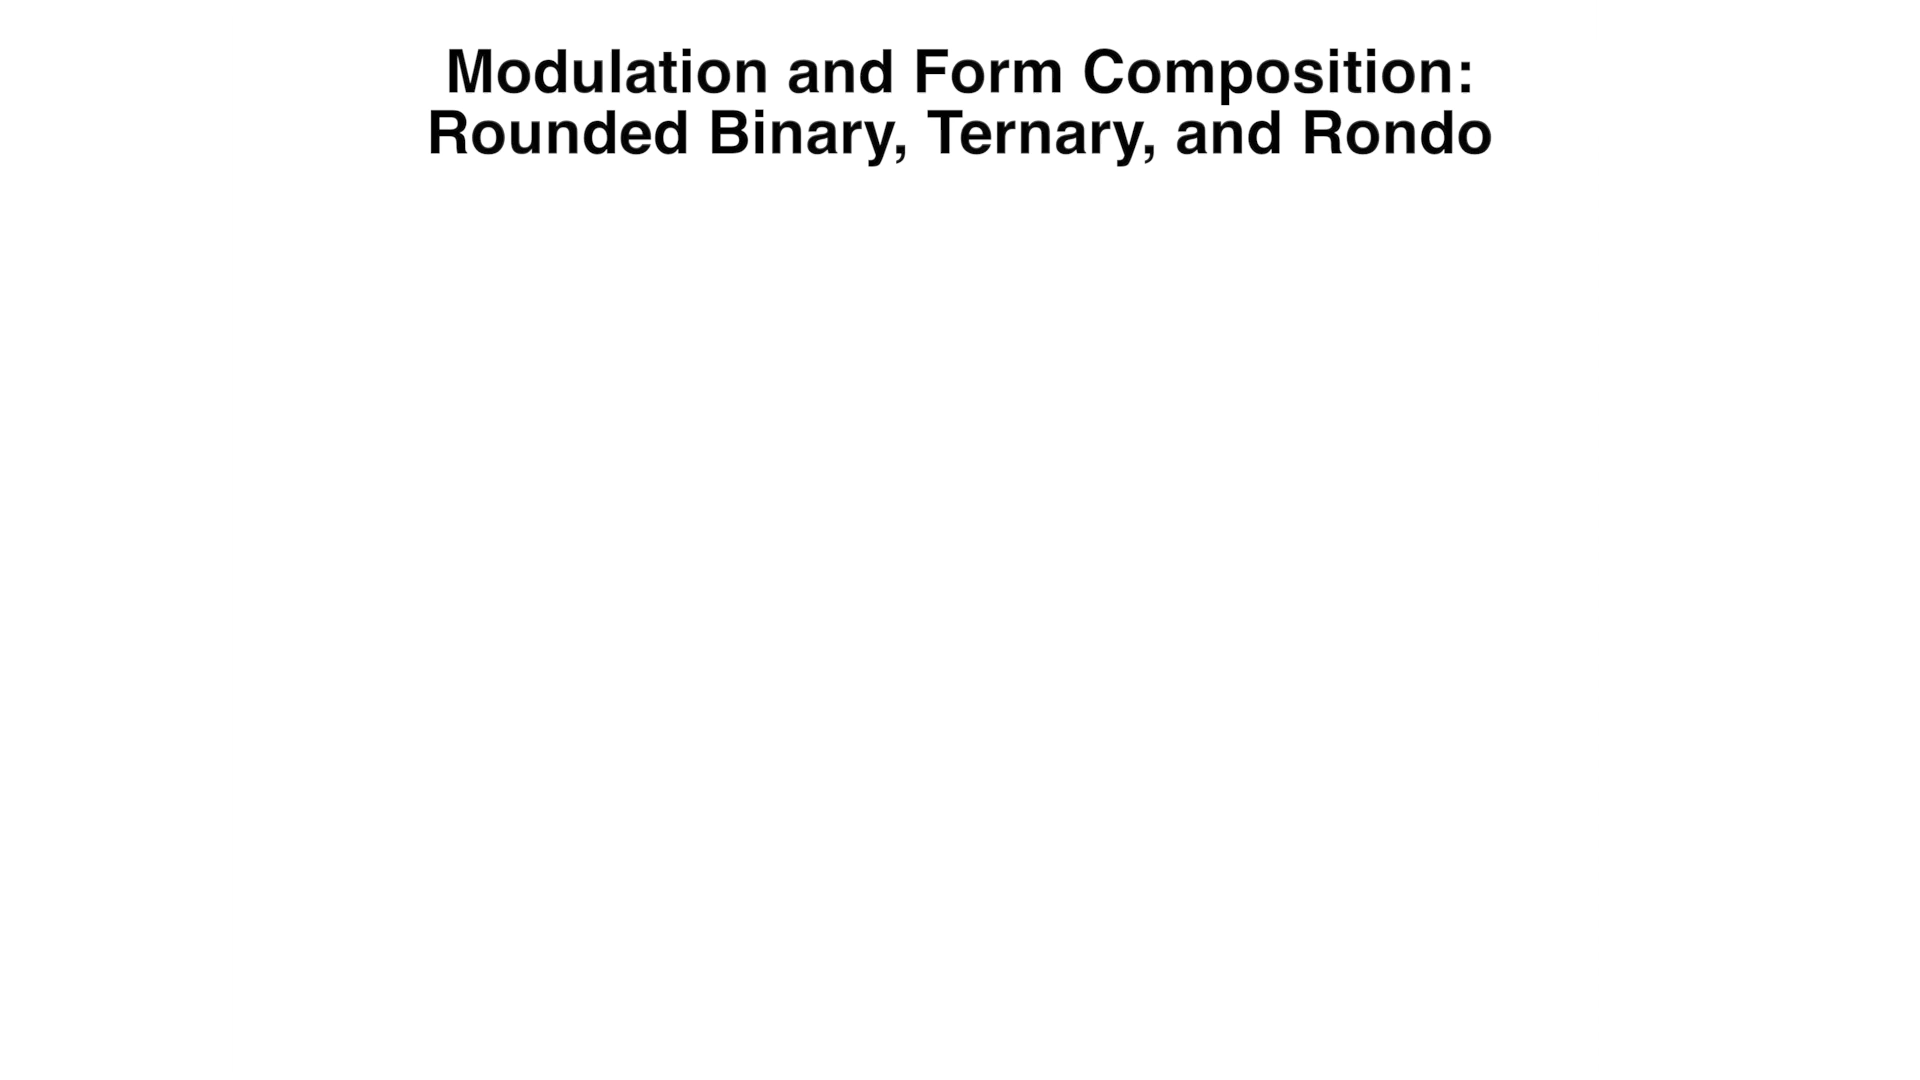 Modulation and Form Composition:
Rounded Binary, Ternary, and Rondo